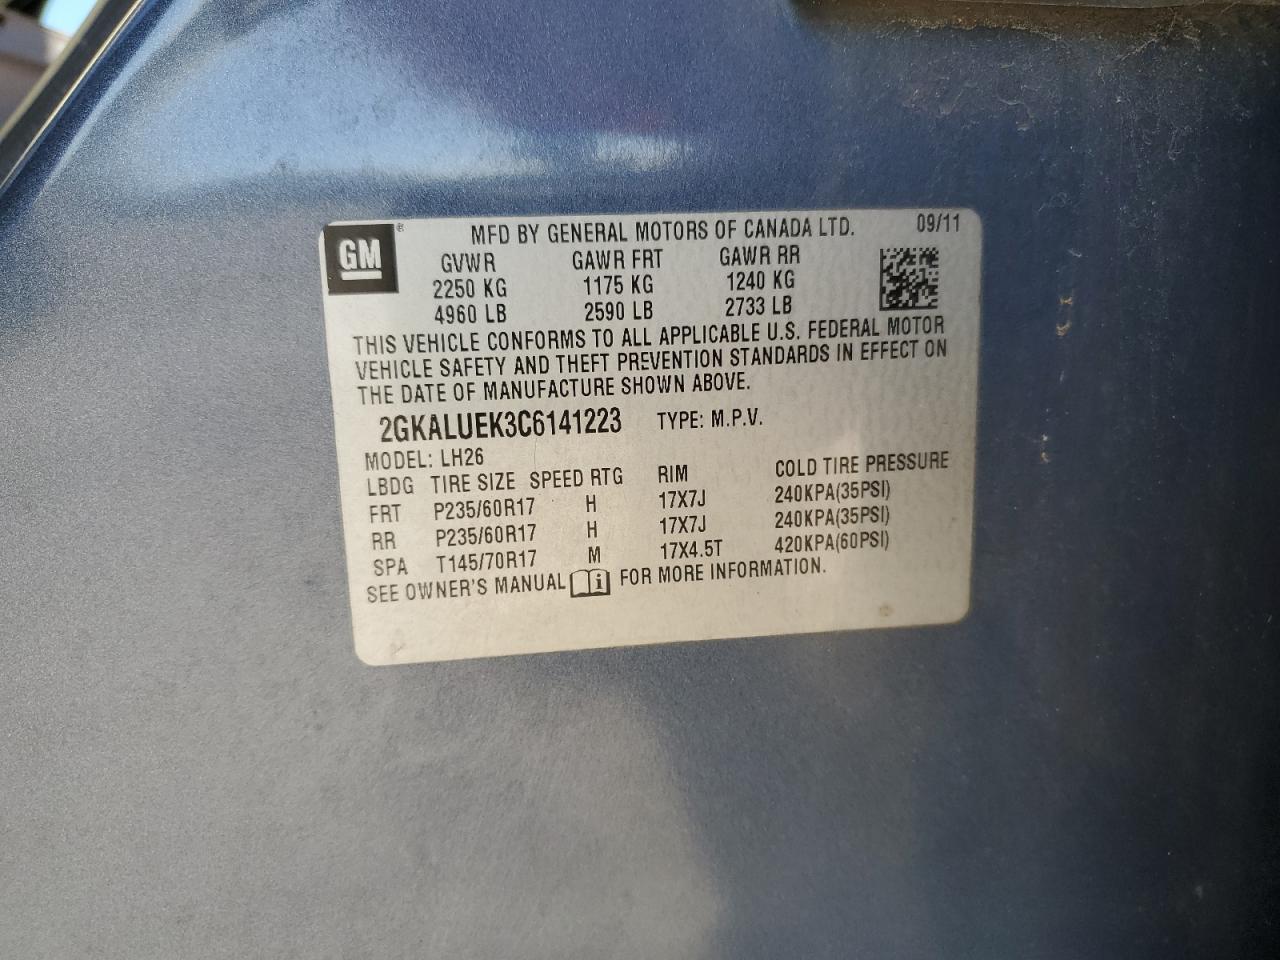 GM ® MFD BY GENERAL MOTORS OF CANADA LTD. 09/11
GVWR GAWR FRT GAWR RR
2250 KG 1175 KG 1240 KG
4960 LB 2590 LB 2733 LB
THIS VEHICLE CONFORMS TO ALL APPLICABLE U.S. FEDERAL MOTOR
VEHICLE SAFETY AND THEFT PREVENTION STANDARDS IN EFFECT ON
THE DATE OF MANUFACTURE SHOWN ABOVE.
2GKALUEK3C6141223 TYPE: M.P.V.
MODEL: LH26
LBDG TIRE SIZE SPEED RTG RIM COLD TIRE PRESSURE
FRT P235/60R17 H 17X7J 240KPA(35PSI)
RR P235/60R17 H 17X7J 240KPA(35PSI)
SPA T145/70R17 M 17X4.5T 420KPA(60PSI)
SEE OWNER'S MANUAL i FOR MORE INFORMATION.